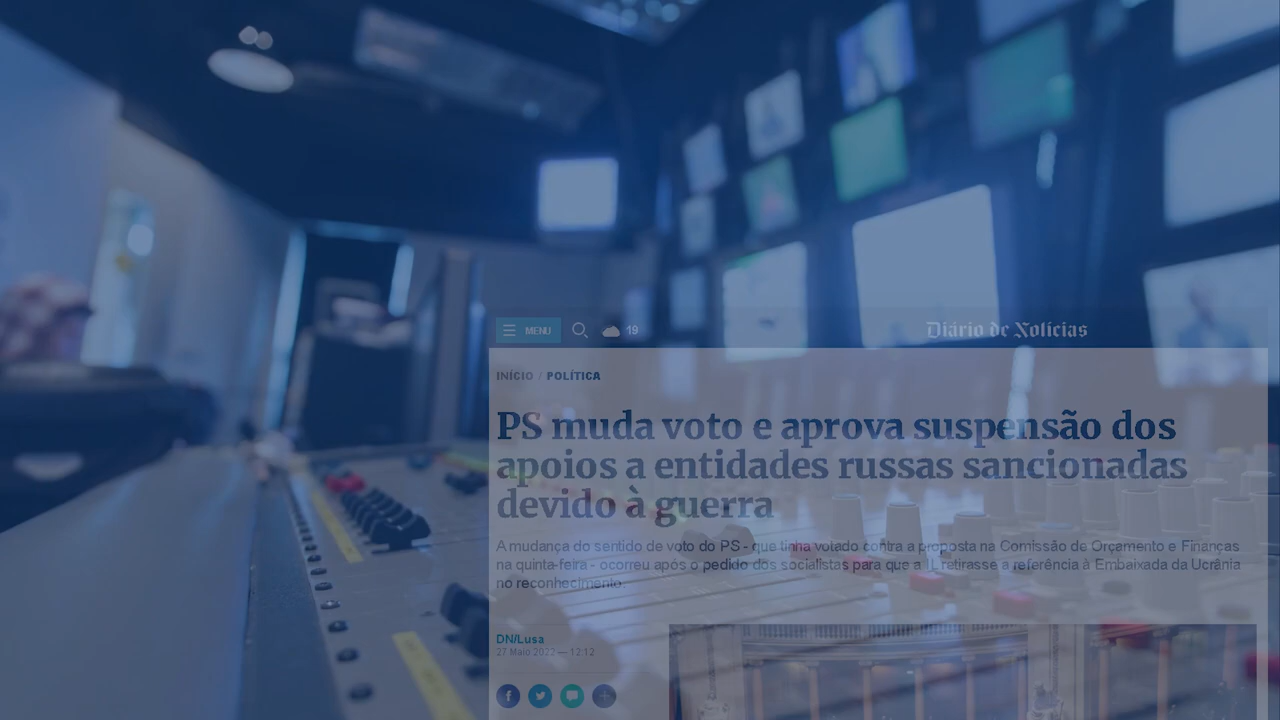 MENU 19 Diário de Notícias
INÍCIO / POLÍTICA
PS muda voto e aprova suspensão dos
apoios a entidades russas sancionadas
devido à guerra
A mudança do sentido de voto do PS - que tinha votado contra a proposta na Comissão de Orçamento e Finanças
na quinta-feira - ocorreu após o pedido dos socialistas para que a IL retirasse a referência à Embaixada da Ucrânia
no reconhecimento.
DN/Lusa
27 Maio 2022 — 12:12